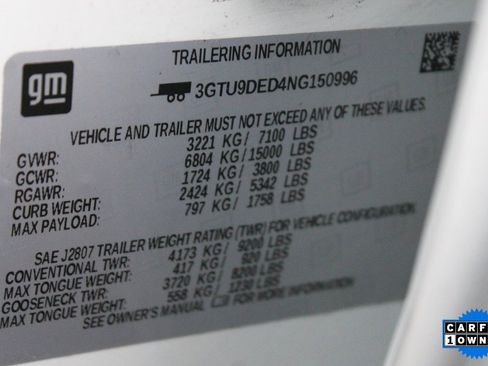 TRAILERING INFORMATION
gm
3GTU9DED4NG150996
VEHICLE AND TRAILER MUST NOT EXCEED ANY OF THESE VALUES.
GVWR: 3221 KG/ 7100 LBS
GCWR: 6804 KG/15000 LBS
RGAWR: 1724 KG/ 3800 LBS
CURB WEIGHT: 2424 KG/ 5342 LBS
MAX PAYLOAD: 797 KG/ 1758 LBS
SAE J2807 TRAILER WEIGHT RATING (TWR) FOR VEHICLE CONFIGURATION.
CONVENTIONAL TWR: 4173 KG/ 9200 LBS
MAX TONGUE WEIGHT: 417 KG/ 920 LBS
GOOSENECK TWR: 3720 KG/ 8200 LBS
MAX TONGUE WEIGHT: 558 KG/ 1230 LBS
SEE OWNER'S MANUAL FOR MORE INFORMATION
CARF
1 OWN